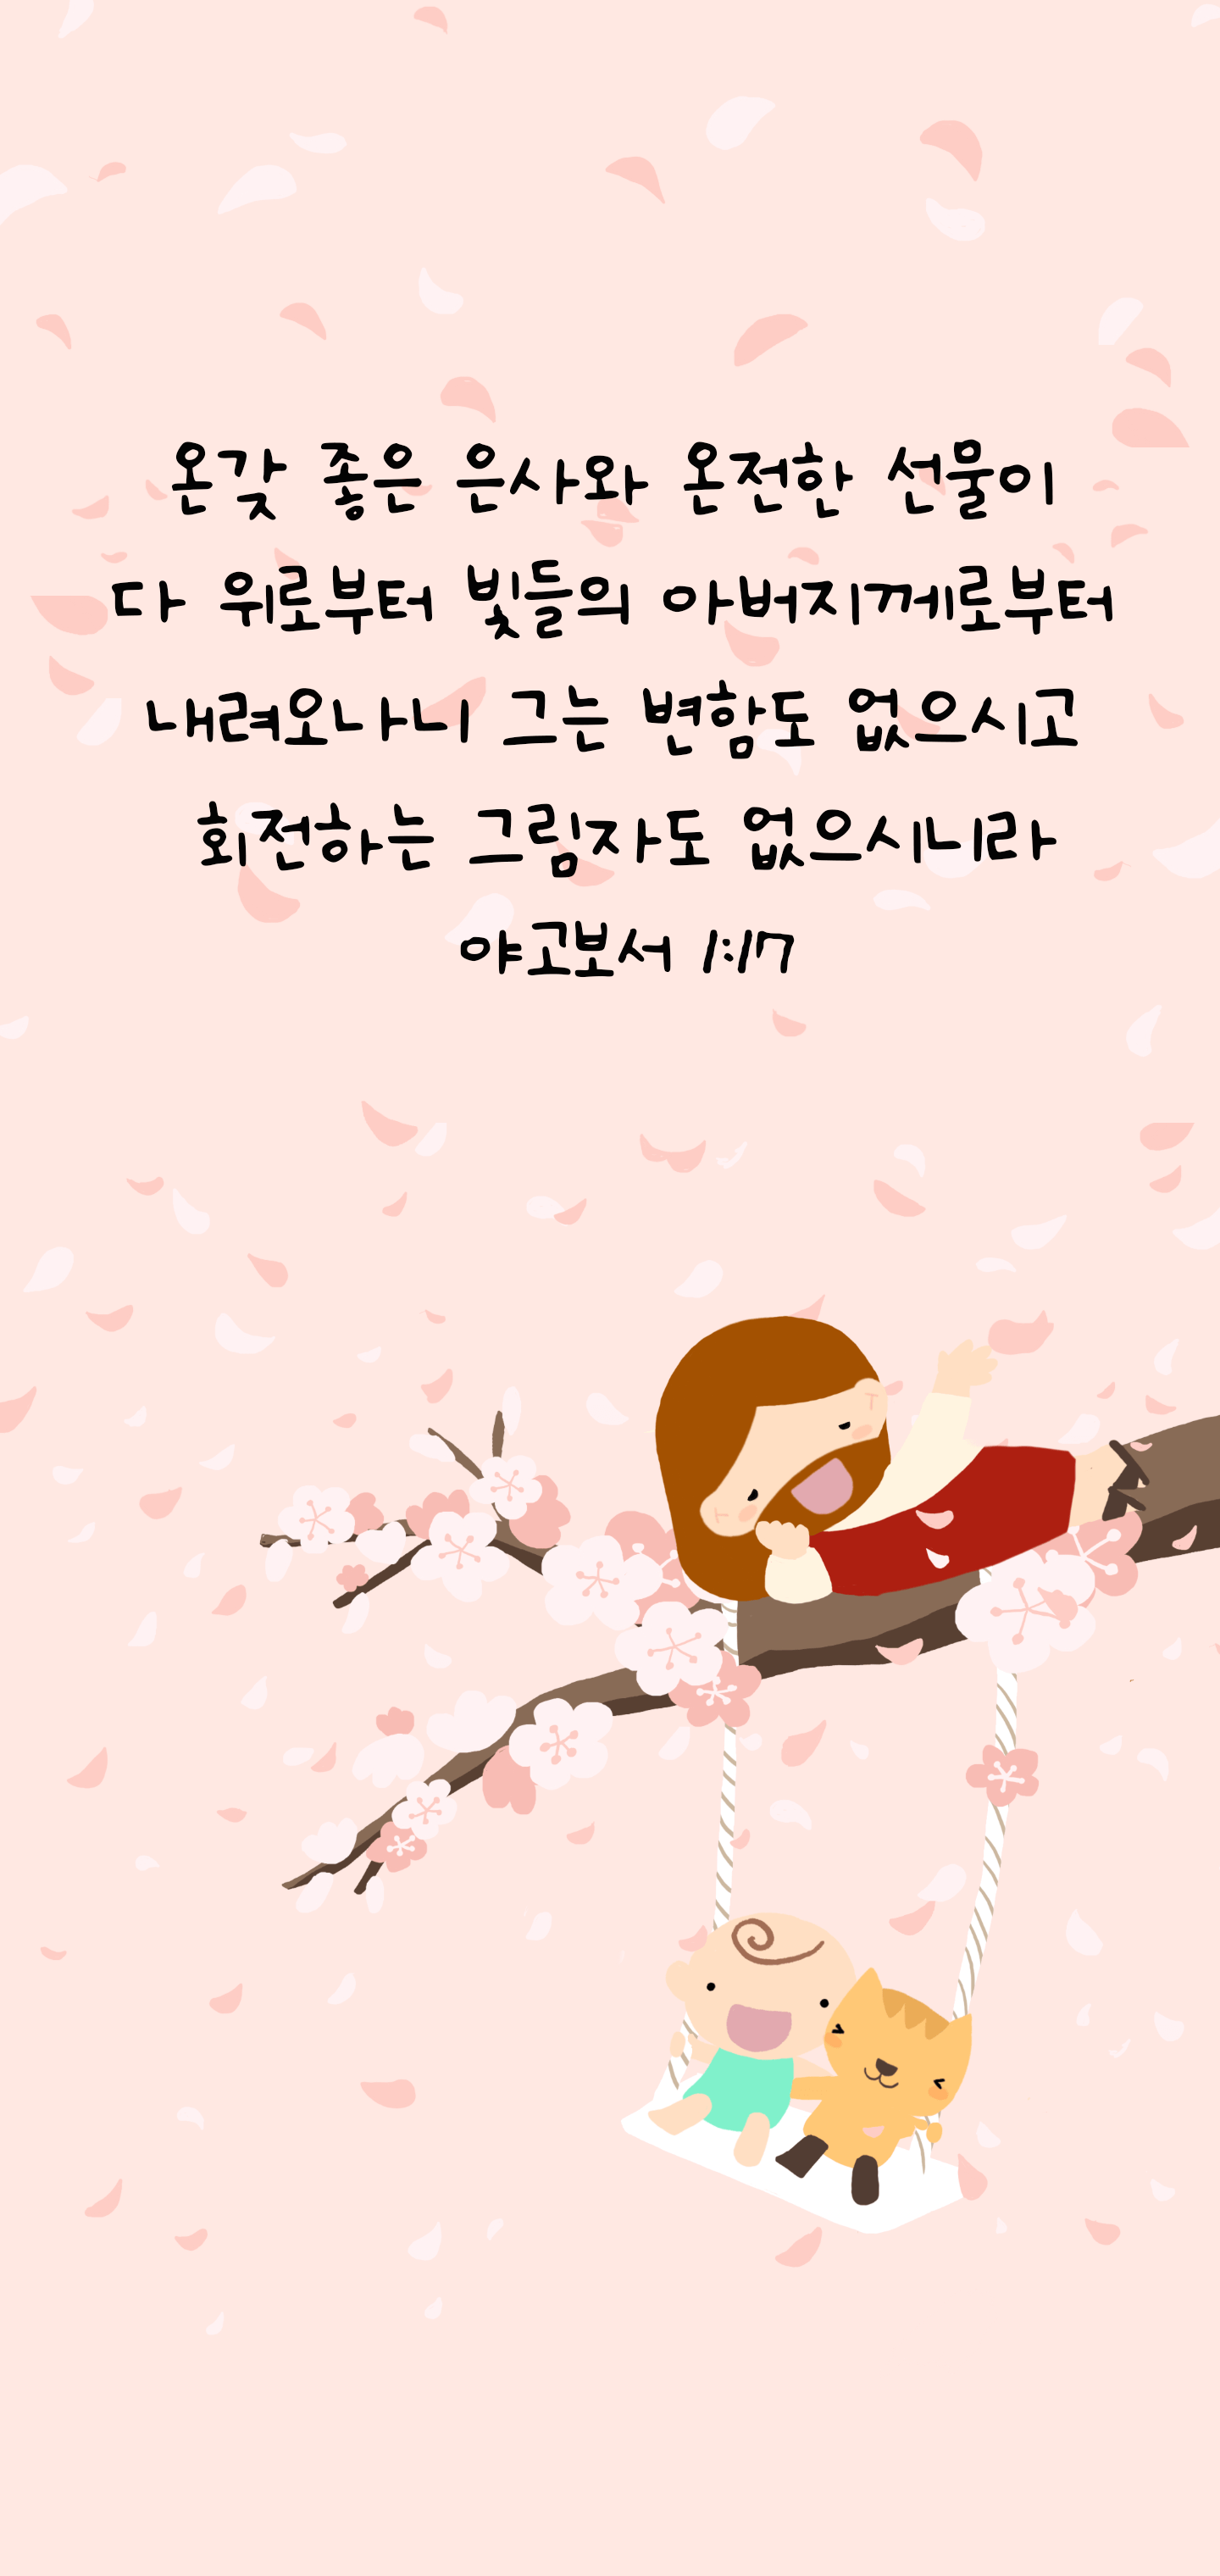 온갖 좋은 은사와 온전한 선물이
다 위로부터 빛들의 아버지께로부터
내려오나니 그는 변함도 없으시고
회전하는 그림자도 없으시니라
야고보서 1:17